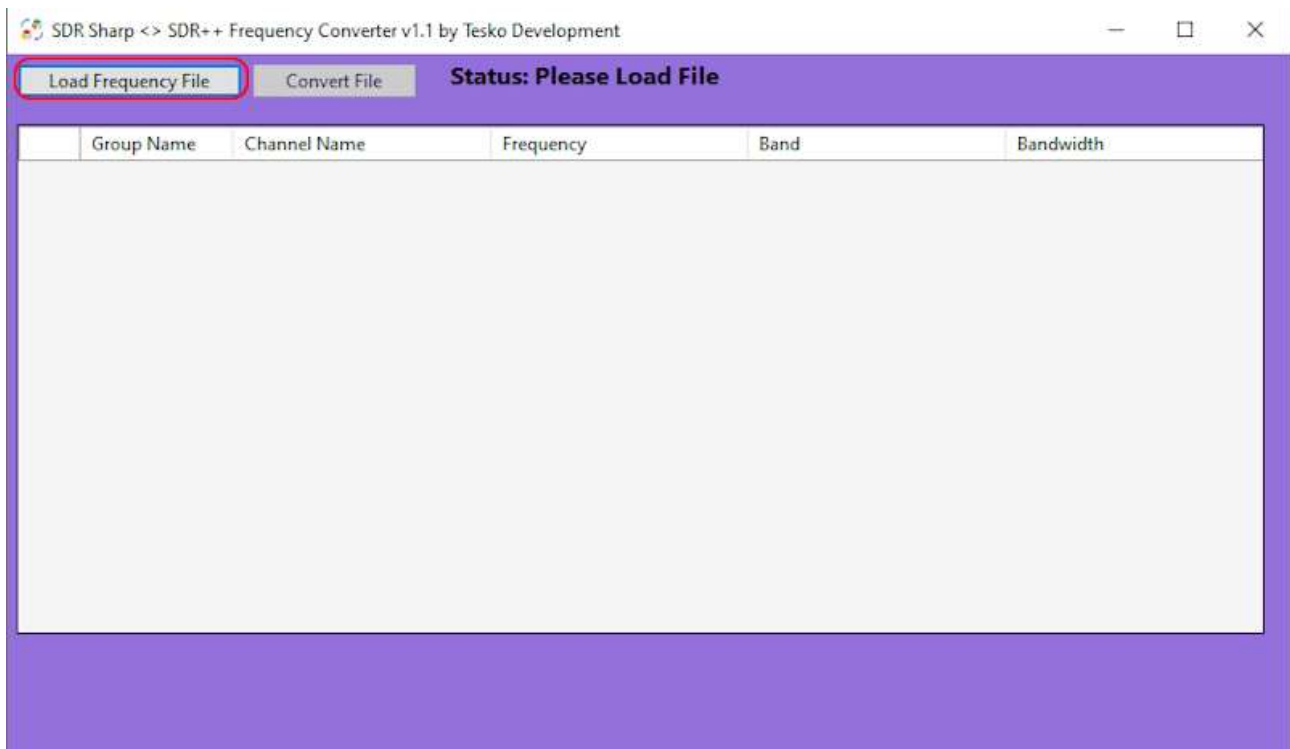 SDR Sharp <> SDR++ Frequency Converter v1.1 by Tesko Development
Load Frequency File Convert File Status: Please Load File
Group Name Channel Name Frequency Band Bandwidth